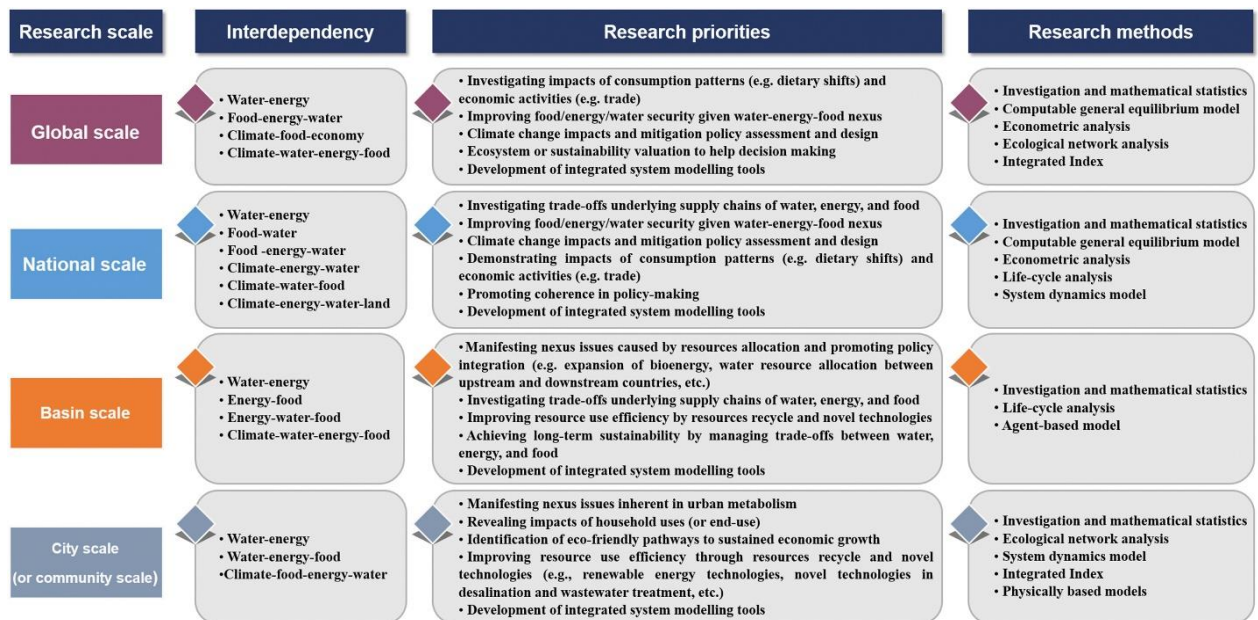 Research scale
Interdependency
Research priorities
Research methods
Global scale
• Water-energy
• Food-energy-water
• Climate-food-economy
• Climate-water-energy-food
• Investigating impacts of consumption patterns (e.g. dietary shifts) and
economic activities (e.g. trade)
• Improving food/energy/water security given water-energy-food nexus
• Climate change impacts and mitigation policy assessment and design
• Ecosystem or sustainability valuation to help decision making
• Development of integrated system modelling tools
• Investigation and mathematical statistics
• Computable general equilibrium model
• Econometric analysis
• Ecological network analysis
• Integrated Index
National scale
• Water-energy
• Food-water
• Food -energy-water
• Climate-energy-water
• Climate-water-food
• Climate-energy-water-land
• Investigating trade-offs underlying supply chains of water, energy, and food
• Improving food/energy/water security given water-energy-food nexus
• Climate change impacts and mitigation policy assessment and design
• Demonstrating impacts of consumption patterns (e.g. dietary shifts) and
economic activities (e.g. trade)
• Promoting coherence in policy-making
• Development of integrated system modelling tools
• Investigation and mathematical statistics
• Computable general equilibrium model
• Econometric analysis
• Life-cycle analysis
• System dynamics model
Basin scale
• Water-energy
• Energy-food
• Energy-water-food
• Climate-water-energy-food
• Manifesting nexus issues caused by resources allocation and promoting policy
integration (e.g. expansion of bioenergy, water resource allocation between
upstream and downstream countries, etc.)
• Investigating trade-offs underlying supply chains of water, energy, and food
• Improving resource use efficiency by resources recycle and novel technologies
• Achieving long-term sustainability by managing trade-offs between water,
energy, and food
• Development of integrated system modelling tools
• Investigation and mathematical statistics
• Life-cycle analysis
• Agent-based model
City scale
(or community scale)
• Water-energy
• Water-energy-food
•Climate-food-energy-water
• Manifesting nexus issues inherent in urban metabolism
• Revealing impacts of household uses (or end-use)
• Identification of eco-friendly pathways to sustained economic growth
• Improving resource use efficiency through resources recycle and novel
technologies (e.g., renewable energy technologies, novel technologies in
desalination and wastewater treatment, etc.)
• Development of integrated system modelling tools
• Investigation and mathematical statistics
• Ecological network analysis
• System dynamics model
• Integrated Index
• Physically based models